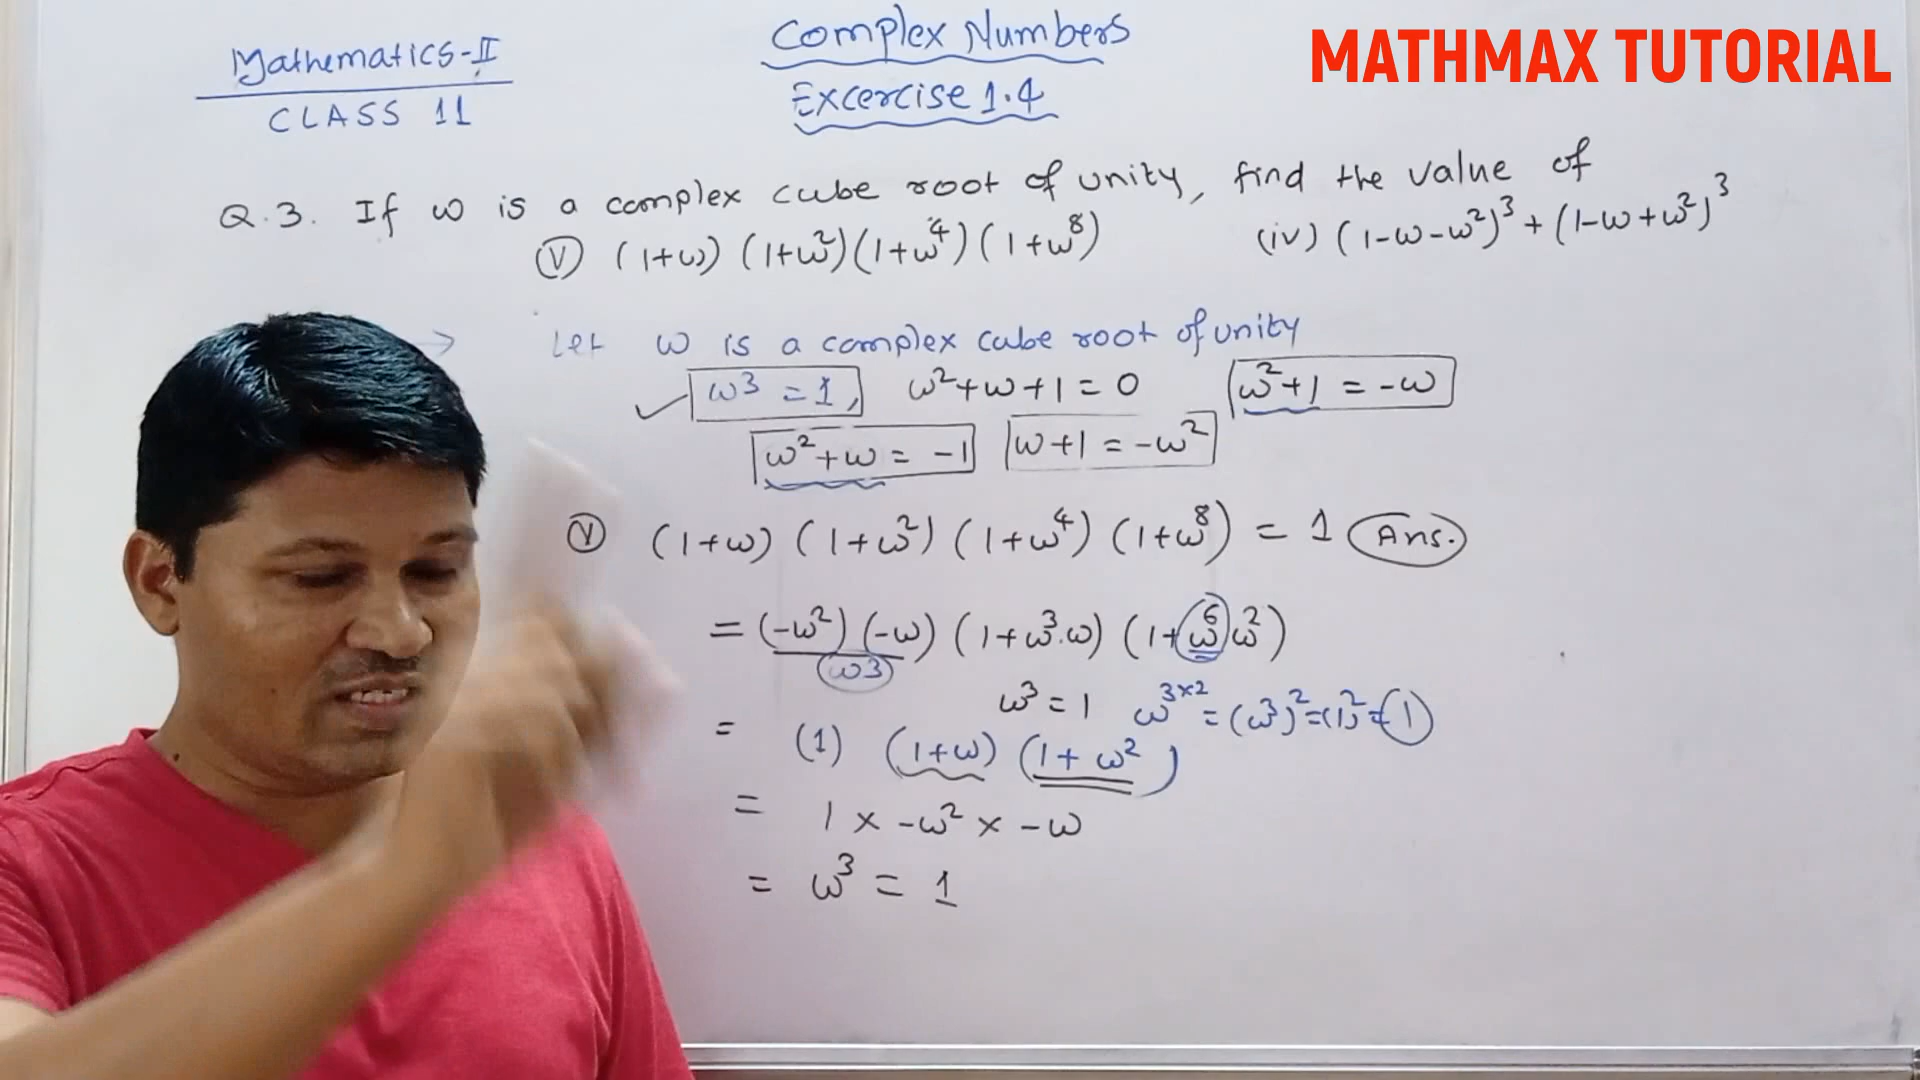 MATHMAX TUTORIAL
Mathematics-II
CLASS 11
Complex Numbers
Excercise 1.4
Q.3. If ω is a complex cube root of unity, find the value of
(V) (1+ω) (1+ω²)(1+ω⁴)(1+ω⁸) (iv) (1-ω-ω²)³+(1-ω+ω²)³
→ Let ω is a complex cube root of unity
✓ ω³ = 1, ω²+ω+1 = 0 ω²+1 = -ω
ω²+ω = -1 ω+1 = -ω²
(V) (1+ω) (1+ω²) (1+ω⁴) (1+ω⁸) = 1 Ans.
= (-ω²) (-ω) (1+ω³.ω) (1+ω⁶ω²)
ω3
ω³ = 1 ω³ˣ² = (ω³)² = (1)² = 1
= (1) (1+ω) (1+ω²)
= 1 × -ω² × -ω
= ω³ = 1